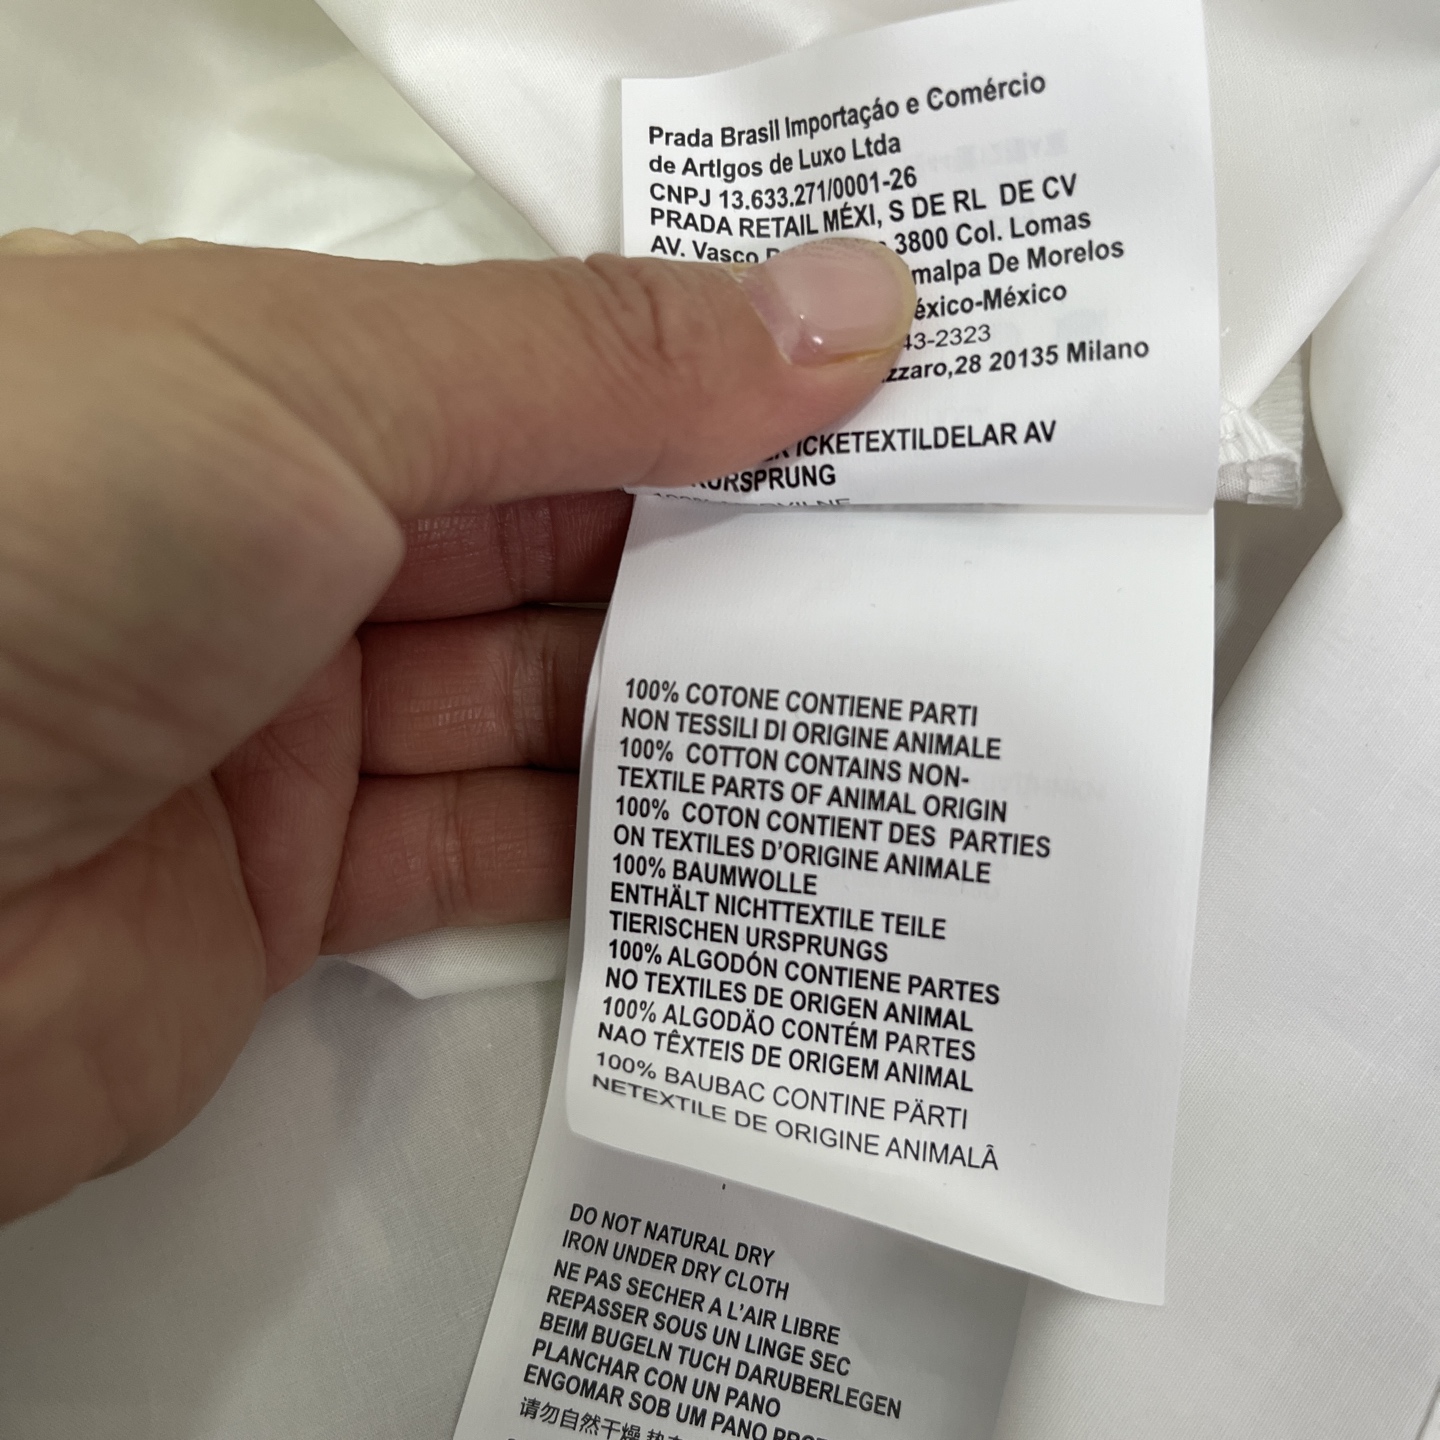 Prada Brasil Importaçáo e Comércio
de ArtIgos de Luxo Ltda
CNPJ 13.633.271/0001-26
PRADA RETAIL MÉXI, S DE RL DE CV
AV. Vasco 3800 Col. Lomas
malpa De Morelos
éxico-México
43-2323
zzaro,28 20135 Milano
ICKETEXTILDELAR AV
URSPRUNG
100% COTONE CONTIENE PARTI
NON TESSILI DI ORIGINE ANIMALE
100% COTTON CONTAINS NON-
TEXTILE PARTS OF ANIMAL ORIGIN
100% COTON CONTIENT DES PARTIES
ON TEXTILES D'ORIGINE ANIMALE
100% BAUMWOLLE
ENTHÄLT NICHTTEXTILE TEILE
TIERISCHEN URSPRUNGS
100% ALGODÓN CONTIENE PARTES
NO TEXTILES DE ORIGEN ANIMAL
100% ALGODÄO CONTÉM PARTES
NAO TÊXTEIS DE ORIGEM ANIMAL
100% BAUBAC CONTINE PÄRTI
NETEXTILE DE ORIGINE ANIMALÃ
DO NOT NATURAL DRY
IRON UNDER DRY CLOTH
NE PAS SECHER A L'AIR LIBRE
REPASSER SOUS UN LINGE SEC
BEIM BUGELN TUCH DARUBERLEGEN
PLANCHAR CON UN PANO
ENGOMAR SOB UM PANO
请勿自然干燥